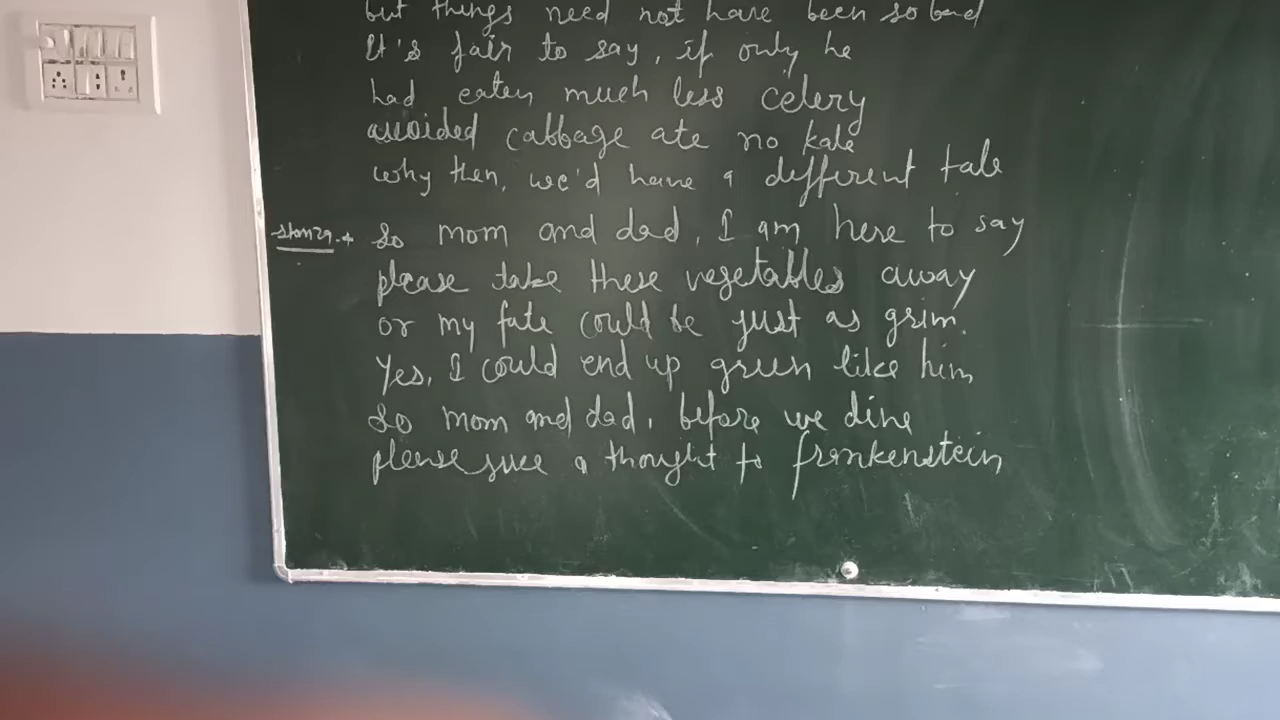 but things need not have been so bad
It's fair to say, if only he
had eaten much less celery
avoided cabbage ate no kale
why then, we'd have a different tale
Stanza.4 So mom and dad, I am here to say
please take these vegetables away
or my fate could be just as grim.
Yes, I could end up green like him
So mom and dad, before we dine
please give a thought to frankenstein